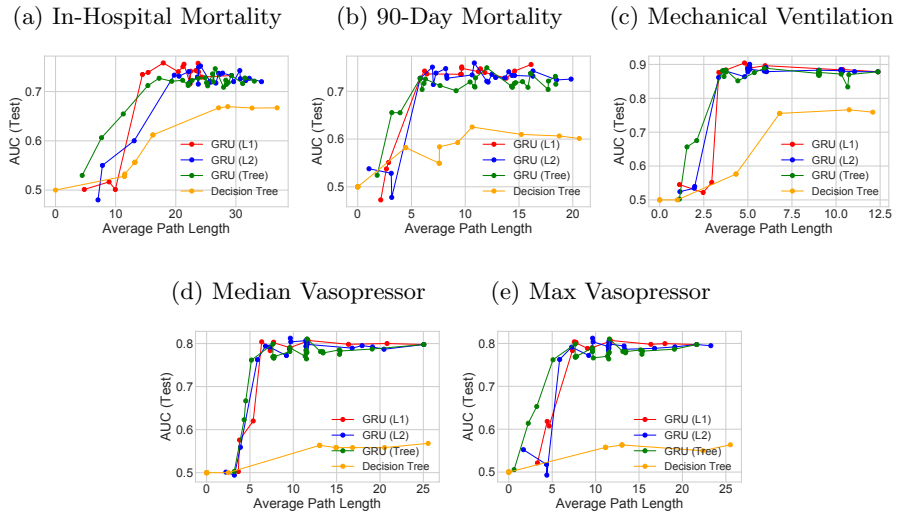 (a) In-Hospital Mortality
(b) 90-Day Mortality
(c) Mechanical Ventilation
AUC (Test)
0.7
0.6
0.5
0
10
20
30
Average Path Length
GRU (L1)
GRU (L2)
GRU (Tree)
Decision Tree
AUC (Test)
0.7
0.6
0.5
0
5
10
15
20
Average Path Length
GRU (L1)
GRU (L2)
GRU (Tree)
Decision Tree
AUC (Test)
0.9
0.8
0.7
0.6
0.5
0.0
2.5
5.0
7.5
10.0
12.5
Average Path Length
GRU (L1)
GRU (L2)
GRU (Tree)
Decision Tree
(d) Median Vasopressor
(e) Max Vasopressor
AUC (Test)
0.8
0.7
0.6
0.5
0
5
10
15
20
25
Average Path Length
GRU (L1)
GRU (L2)
GRU (Tree)
Decision Tree
AUC (Test)
0.8
0.7
0.6
0.5
0
5
10
15
20
25
Average Path Length
GRU (L1)
GRU (L2)
GRU (Tree)
Decision Tree